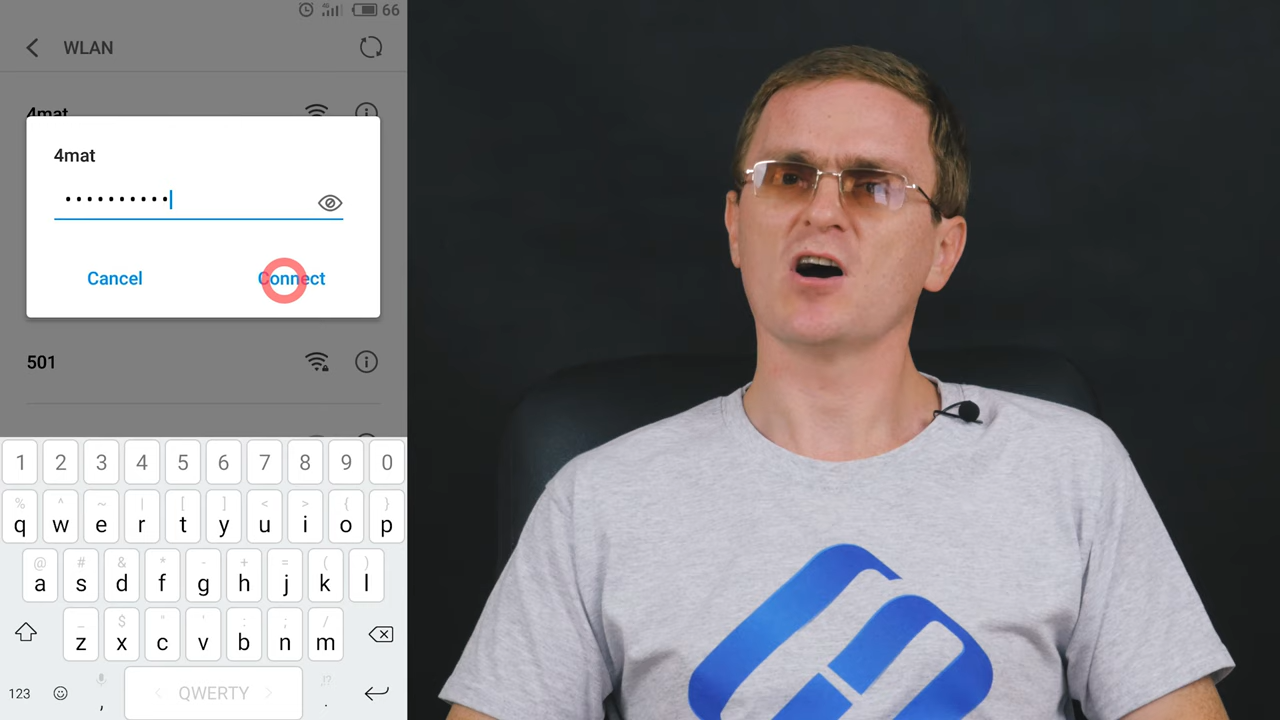 66
WLAN
4mat
4mat
••••••••••
Cancel
Connect
501
1 2 3 4 5 6 7 8 9 0
% ^ ~ | [ ] < > { }
q w e r t y u i o p
@ # & * - + = ( )
a s d f g h j k l
_ $ " ' : ; /
z x c v b n m
123 , QWERTY .